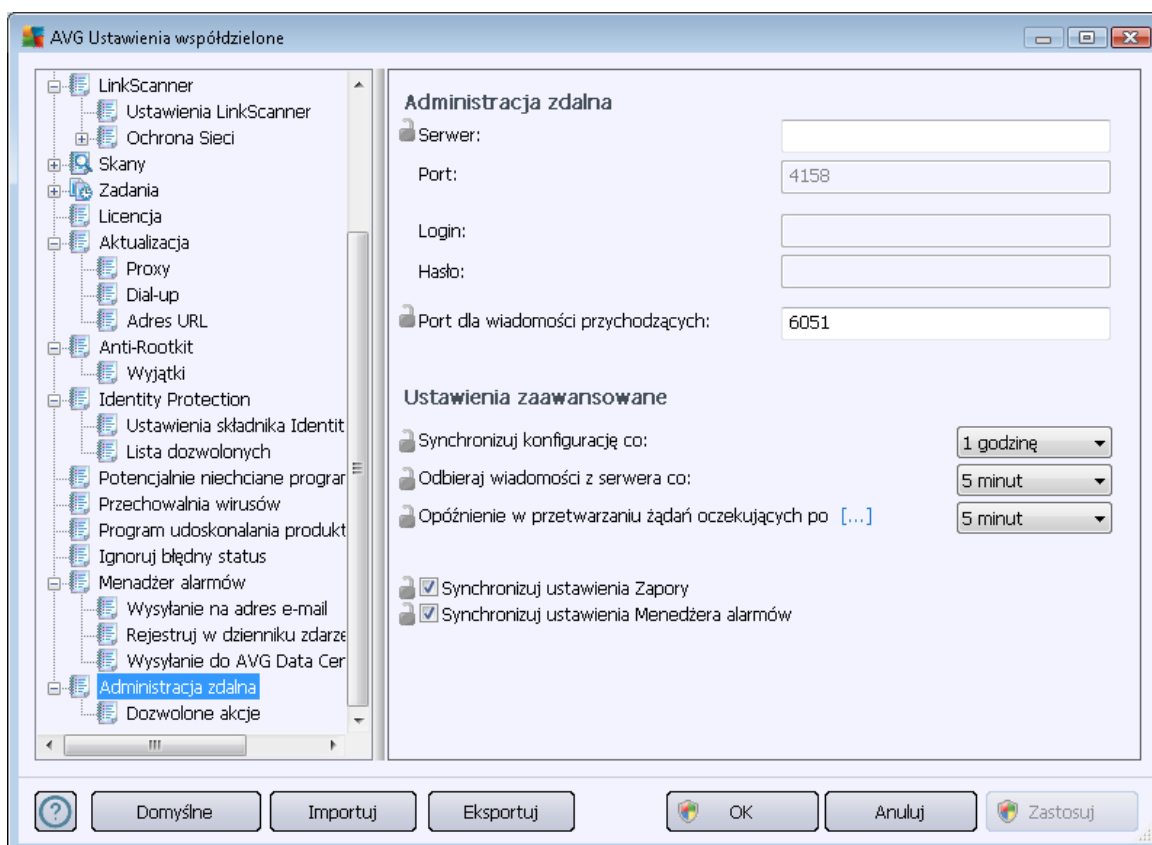 AVG Ustawienia współdzielone
LinkScanner
Ustawienia LinkScanner
Ochrona Sieci
Skany
Zadania
Licencja
Aktualizacja
Proxy
Dial-up
Adres URL
Anti-Rootkit
Wyjątki
Identity Protection
Ustawienia składnika Identit
Lista dozwolonych
Potencjalnie niechciane prograr
Przechowalnia wirusów
Program udoskonalania produkt
Ignoruj błędny status
Menadżer alarmów
Wysyłanie na adres e-mail
Rejestruj w dzienniku zdarze
Wysyłanie do AVG Data Cer
Administracja zdalna
Dozwolone akcje
Administracja zdalna
Serwer:
Port: 4158
Login:
Hasło:
Port dla wiadomości przychodzących: 6051
Ustawienia zaawansowane
Synchronizuj konfigurację co: 1 godzinę
Odbieraj wiadomości z serwera co: 5 minut
Opóźnienie w przetwarzaniu żądań oczekujących po [...] 5 minut
Synchronizuj ustawienia Zapory
Synchronizuj ustawienia Menedżera alarmów
? Domyślne Importuj Eksportuj OK Anuluj Zastosuj